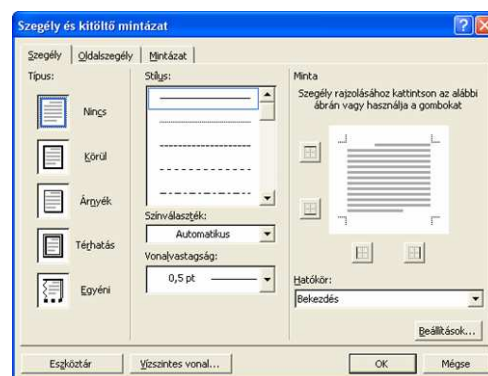 Szegély és kitöltő mintázat
Szegély
Oldalszegély
Mintázat
Típus:
Nincs
Körül
Árnyék
Térhatás
Egyéni
Stílus:
Színválaszték:
Automatikus
Vonalvastagság:
0,5 pt
Minta
Szegély rajzolásához kattintson az alábbi
ábrán vagy használja a gombokat
Hatókör:
Bekezdés
Beállítások...
Eszköztár
Vízszintes vonal...
OK
Mégse